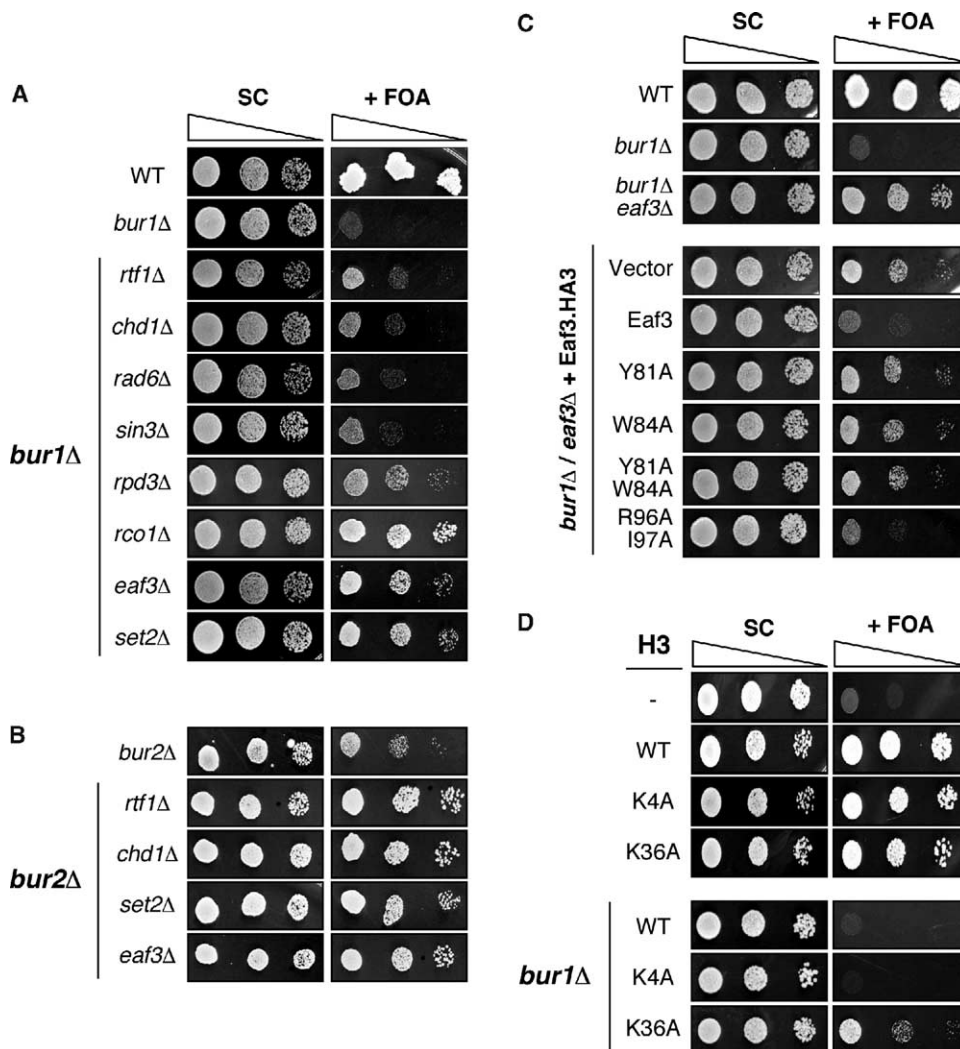 A
SC
+ FOA
WT
bur1Δ
rtf1Δ
chd1Δ
rad6Δ
sin3Δ
rpd3Δ
rco1Δ
eaf3Δ
set2Δ
bur1Δ
B
bur2Δ
rtf1Δ
chd1Δ
set2Δ
eaf3Δ
bur2Δ
C
SC
+ FOA
WT
bur1Δ
bur1Δ
eaf3Δ
Vector
Eaf3
Y81A
W84A
Y81A
W84A
R96A
I97A
bur1Δ / eaf3Δ + Eaf3.HA3
D
H3
SC
+ FOA
-
WT
K4A
K36A
WT
K4A
K36A
bur1Δ